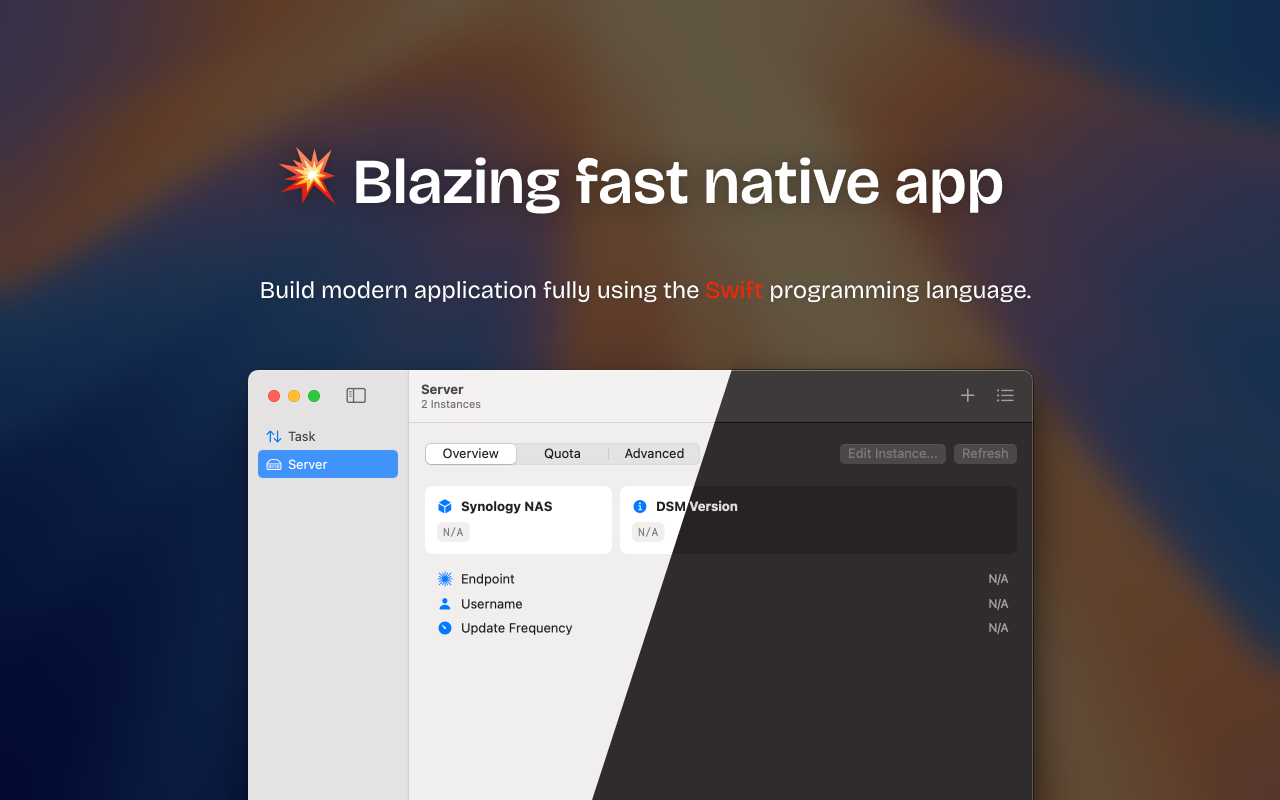 💥 Blazing fast native app
Build modern application fully using the Swift programming language.
Server
2 Instances
Task
Server
Overview Quota Advanced Edit Instance... Refresh
Synology NAS DSM Version
N/A N/A
Endpoint N/A
Username N/A
Update Frequency N/A